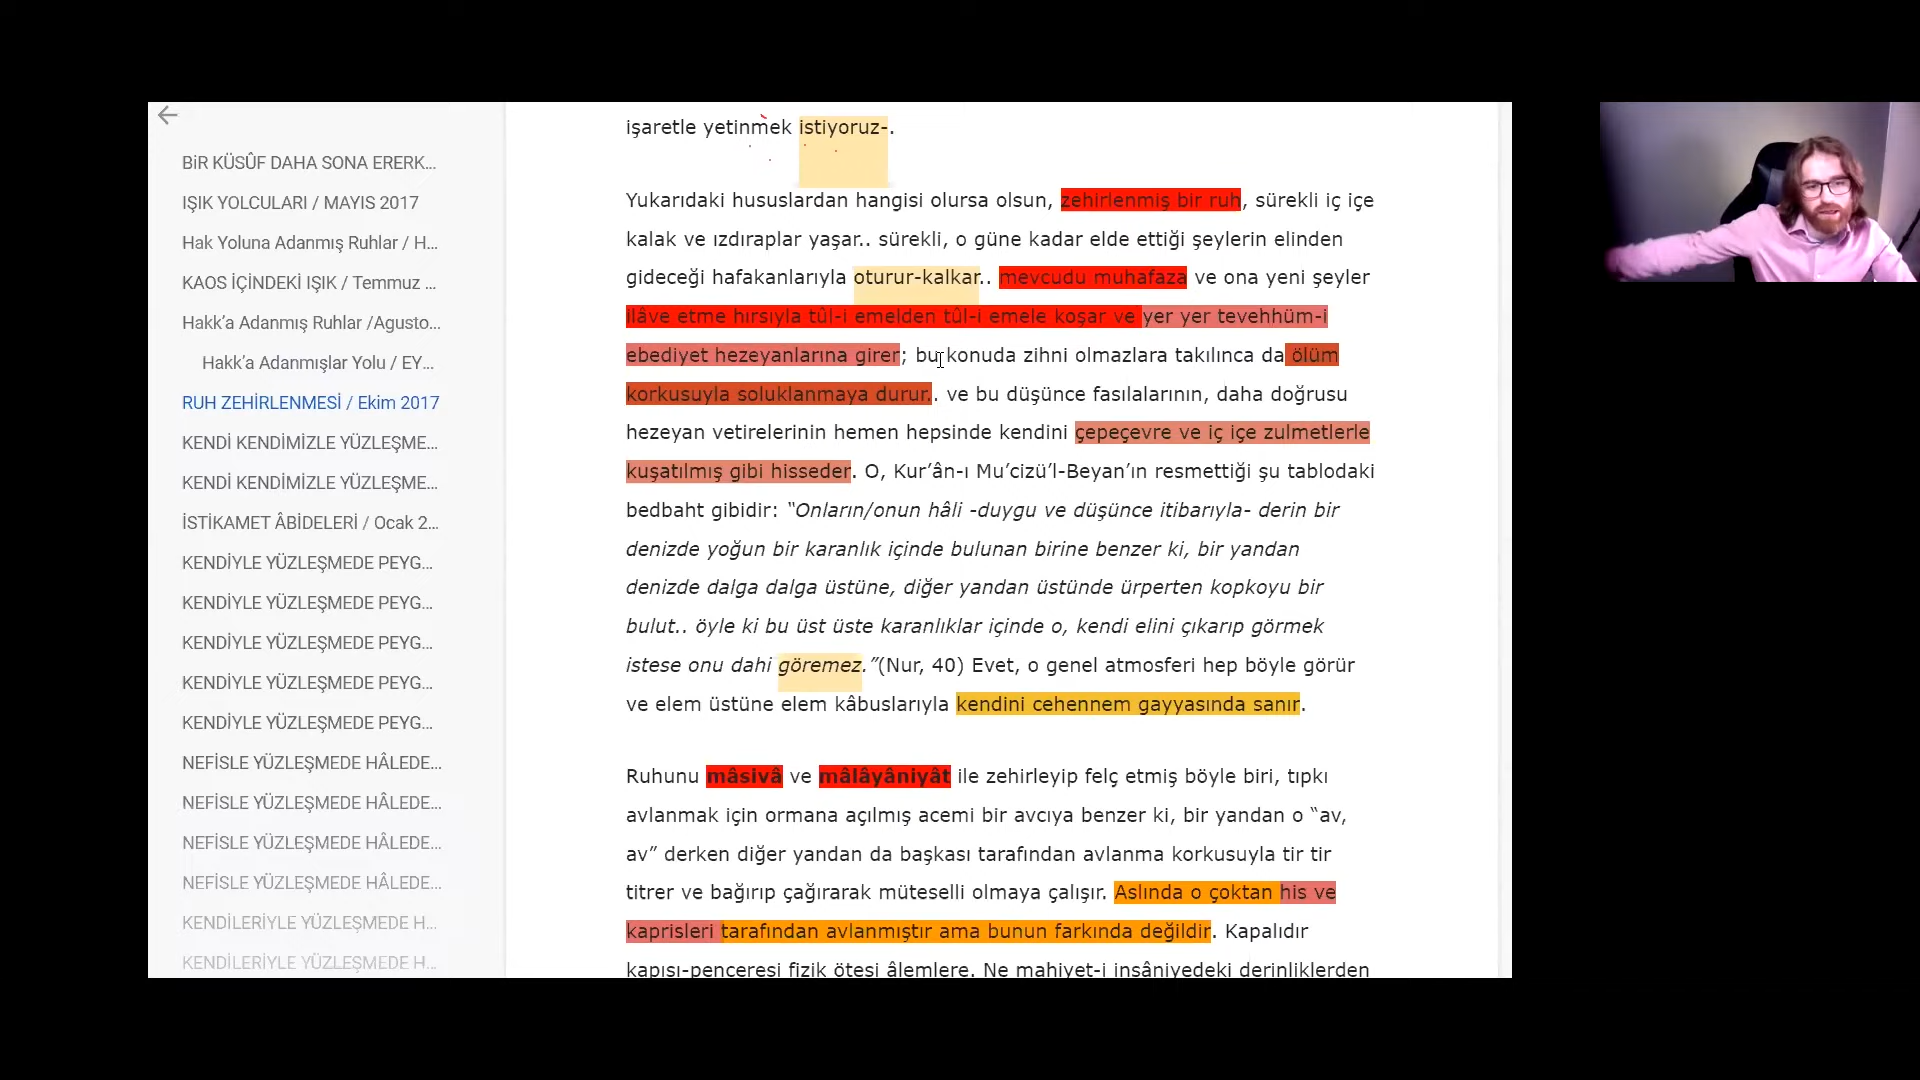 BİR KÜSÛF DAHA SONA ERERK...
IŞIK YOLCULARI / MAYIS 2017
Hak Yoluna Adanmış Ruhlar / H...
KAOS İÇİNDEKİ IŞIK / Temmuz ...
Hakk’a Adanmış Ruhlar /Agusto...
Hakk’a Adanmışlar Yolu / EY...
RUH ZEHİRLENMESİ / Ekim 2017
KENDİ KENDİMİZLE YÜZLEŞME...
KENDİ KENDİMİZLE YÜZLEŞME...
İSTİKAMET ÂBİDELERİ / Ocak 2...
KENDİYLE YÜZLEŞMEDE PEYG...
KENDİYLE YÜZLEŞMEDE PEYG...
KENDİYLE YÜZLEŞMEDE PEYG...
KENDİYLE YÜZLEŞMEDE PEYG...
KENDİYLE YÜZLEŞMEDE PEYG...
NEFİSLE YÜZLEŞMEDE HÂLEDE...
NEFİSLE YÜZLEŞMEDE HÂLEDE...
NEFİSLE YÜZLEŞMEDE HÂLEDE...
NEFİSLE YÜZLEŞMEDE HÂLEDE...
KENDİLERİYLE YÜZLEŞMEDE H...
KENDİLERİYLE YÜZLEŞMEDE H...
işaretle yetinmek istiyoruz-.
Yukarıdaki hususlardan hangisi olursa olsun, zehirlenmiş bir ruh, sürekli iç içe
kalak ve ızdıraplar yaşar.. sürekli, o güne kadar elde ettiği şeylerin elinden
gideceği hafakanlarıyla oturur-kalkar.. mevcudu muhafaza ve ona yeni şeyler
ilâve etme hırsıyla tûl-i emelden tûl-i emele koşar ve yer yer tevehhüm-i
ebediyet hezeyanlarına girer; bu konuda zihni olmazlara takılınca da ölüm
korkusuyla soluklanmaya durur.. ve bu düşünce fasılalarının, daha doğrusu
hezeyan vetirelerinin hemen hepsinde kendini çepeçevre ve iç içe zulmetlerle
kuşatılmış gibi hisseder. O, Kur’ân-ı Mu’cizü’l-Beyan’ın resmettiği şu tablodaki
bedbaht gibidir: “Onların/onun hâli -duygu ve düşünce itibarıyla- derin bir
denizde yoğun bir karanlık içinde bulunan birine benzer ki, bir yandan
denizde dalga dalga üstüne, diğer yandan üstünde ürperten kopkoyu bir
bulut.. öyle ki bu üst üste karanlıklar içinde o, kendi elini çıkarıp görmek
istese onu dahi göremez.”(Nur, 40) Evet, o genel atmosferi hep böyle görür
ve elem üstüne elem kâbuslarıyla kendini cehennem gayyasında sanır.
Ruhunu mâsivâ ve mâlâyâniyât ile zehirleyip felç etmiş böyle biri, tıpkı
avlanmak için ormana açılmış acemi bir avcıya benzer ki, bir yandan o “av,
av” derken diğer yandan da başkası tarafından avlanma korkusuyla tir tir
titrer ve bağırıp çağırarak müteselli olmaya çalışır. Aslında o çoktan his ve
kaprisleri tarafından avlanmıştır ama bunun farkında değildir. Kapalıdır
kapısı-penceresi fizik ötesi âlemlere. Ne mahiyet-i insâniyedeki derinliklerden